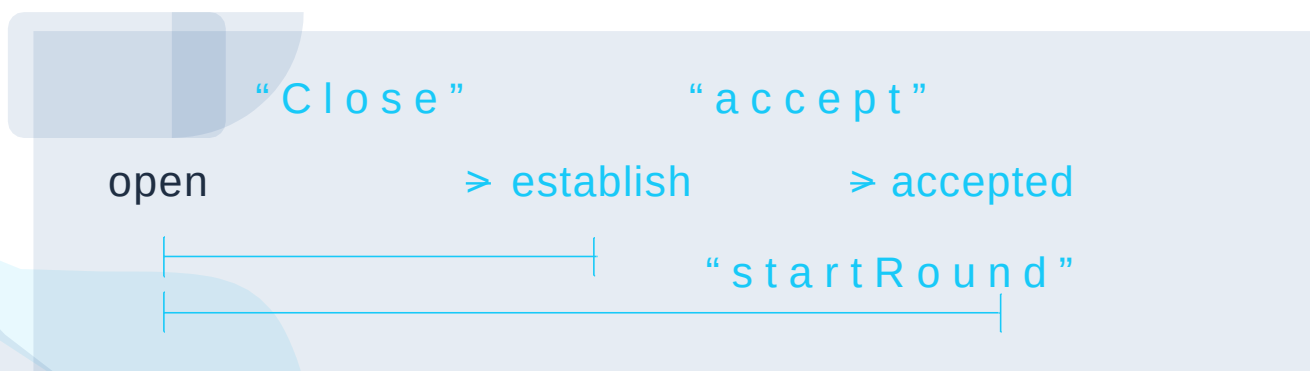 “Close” “accept”
open ⋗ establish ⋗ accepted
“startRound”